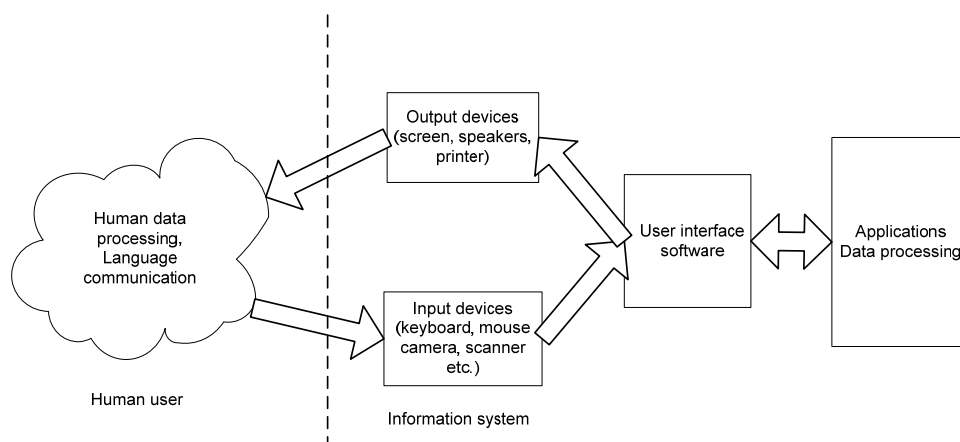 Human data
processing,
Language
communication
Human user
Output devices
(screen, speakers,
printer)
Input devices
(keyboard, mouse
camera, scanner
etc.)
Information system
User interface
software
Applications
Data processing